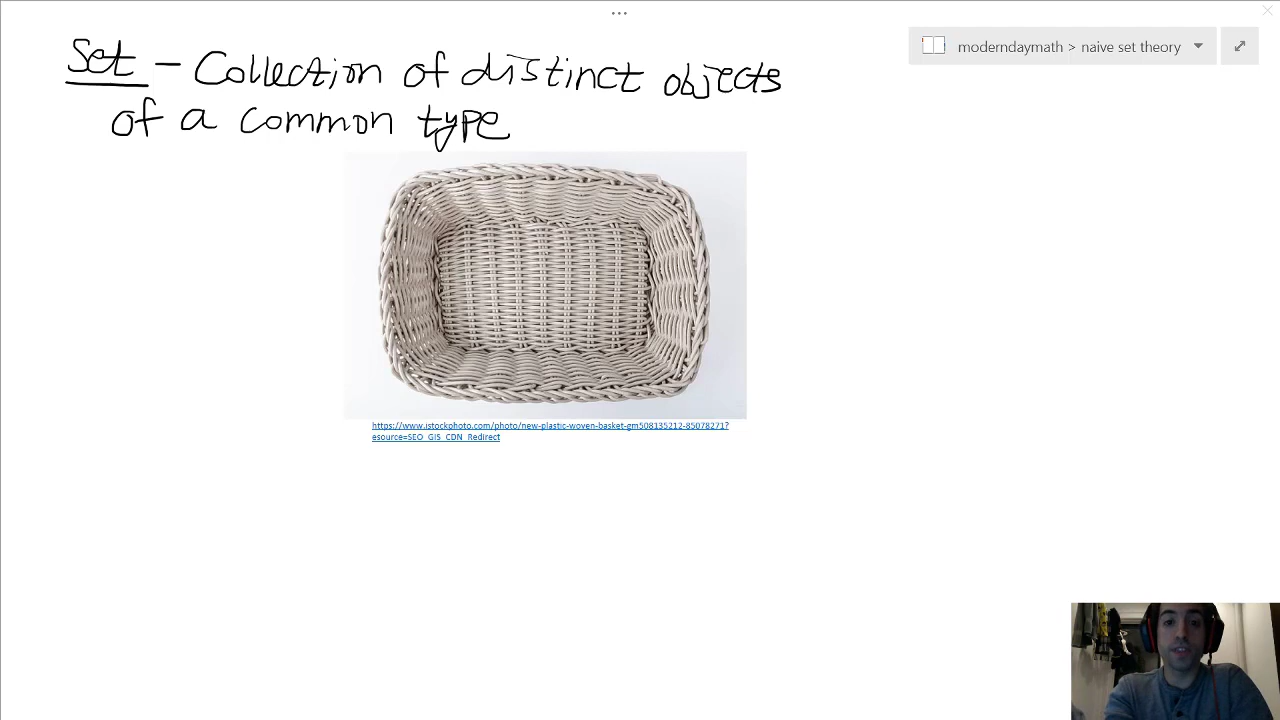 moderndaymath > naive set theory
Set – Collection of distinct objects
of a common type
https://www.istockphoto.com/photo/new-plastic-woven-basket-gm508135212-85078271?
esource=SEO_GIS_CDN_Redirect